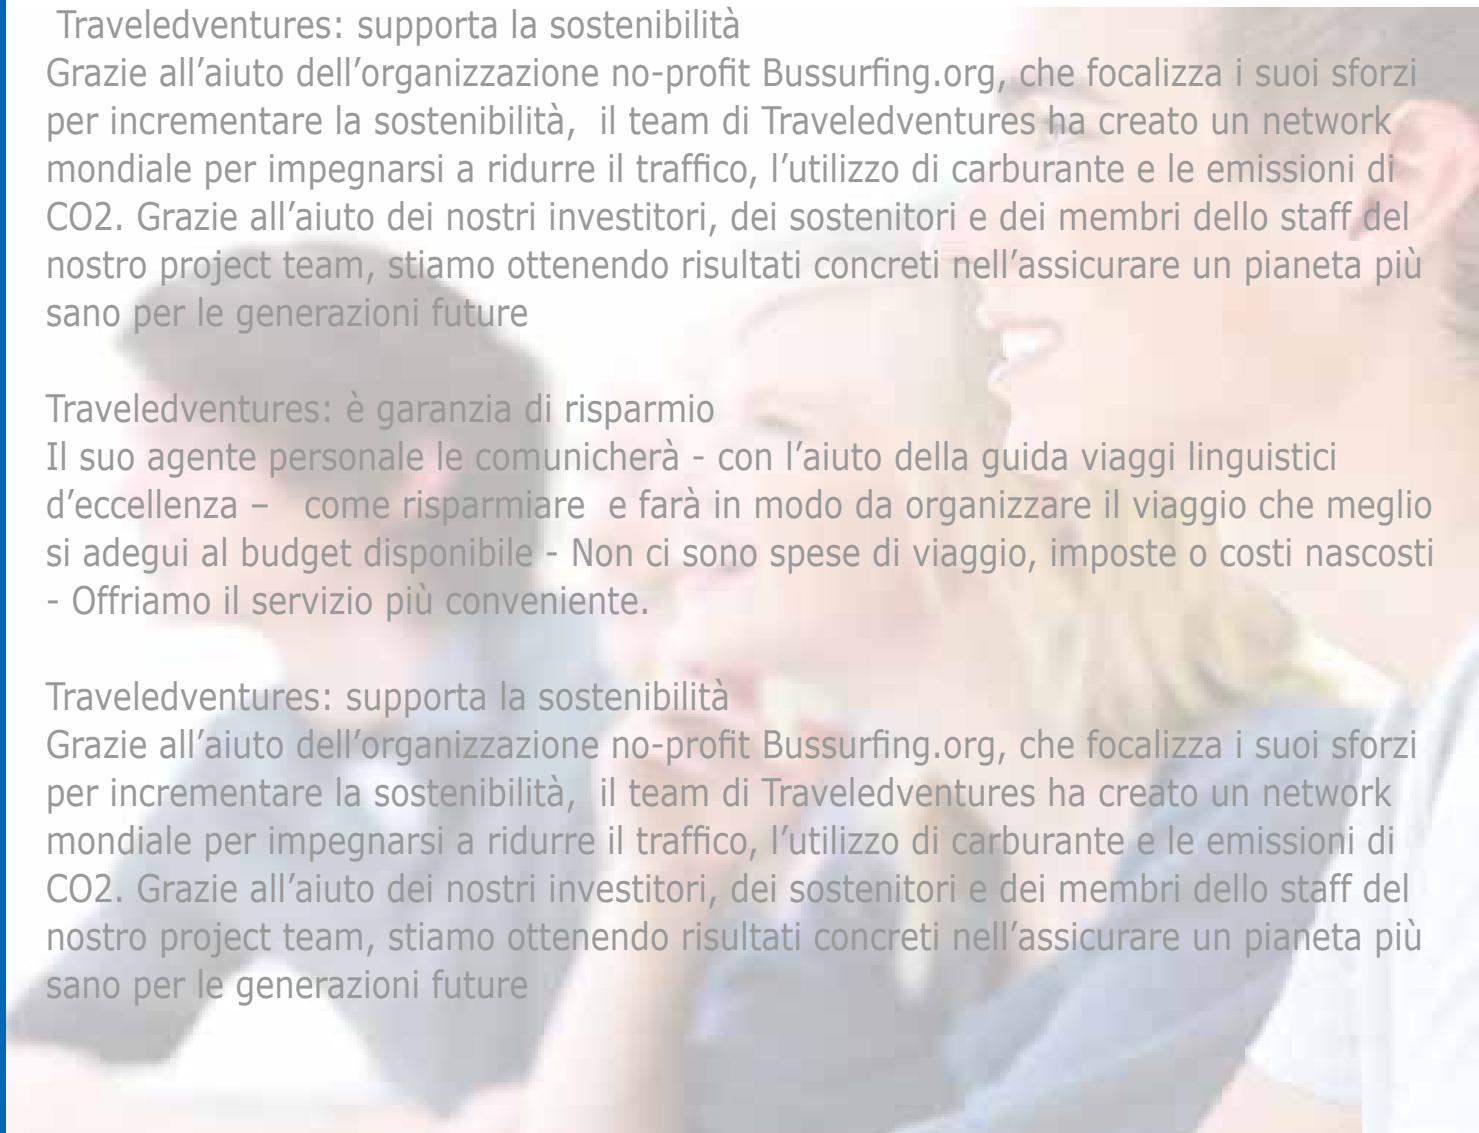 Traveledventures: supporta la sostenibilità
Grazie all’aiuto dell’organizzazione no-profit Bussurfing.org, che focalizza i suoi sforzi
per incrementare la sostenibilità,  il team di Traveledventures ha creato un network
mondiale per impegnarsi a ridurre il traffico, l’utilizzo di carburante e le emissioni di
CO2. Grazie all’aiuto dei nostri investitori, dei sostenitori e dei membri dello staff del
nostro project team, stiamo ottenendo risultati concreti nell’assicurare un pianeta più
sano per le generazioni future

Traveledventures: è garanzia di risparmio
Il suo agente personale le comunicherà - con l’aiuto della guida viaggi linguistici
d’eccellenza –   come risparmiare  e farà in modo da organizzare il viaggio che meglio
si adegui al budget disponibile - Non ci sono spese di viaggio, imposte o costi nascosti
- Offriamo il servizio più conveniente.

Traveledventures: supporta la sostenibilità
Grazie all’aiuto dell’organizzazione no-profit Bussurfing.org, che focalizza i suoi sforzi
per incrementare la sostenibilità,  il team di Traveledventures ha creato un network
mondiale per impegnarsi a ridurre il traffico, l’utilizzo di carburante e le emissioni di
CO2. Grazie all’aiuto dei nostri investitori, dei sostenitori e dei membri dello staff del
nostro project team, stiamo ottenendo risultati concreti nell’assicurare un pianeta più
sano per le generazioni future